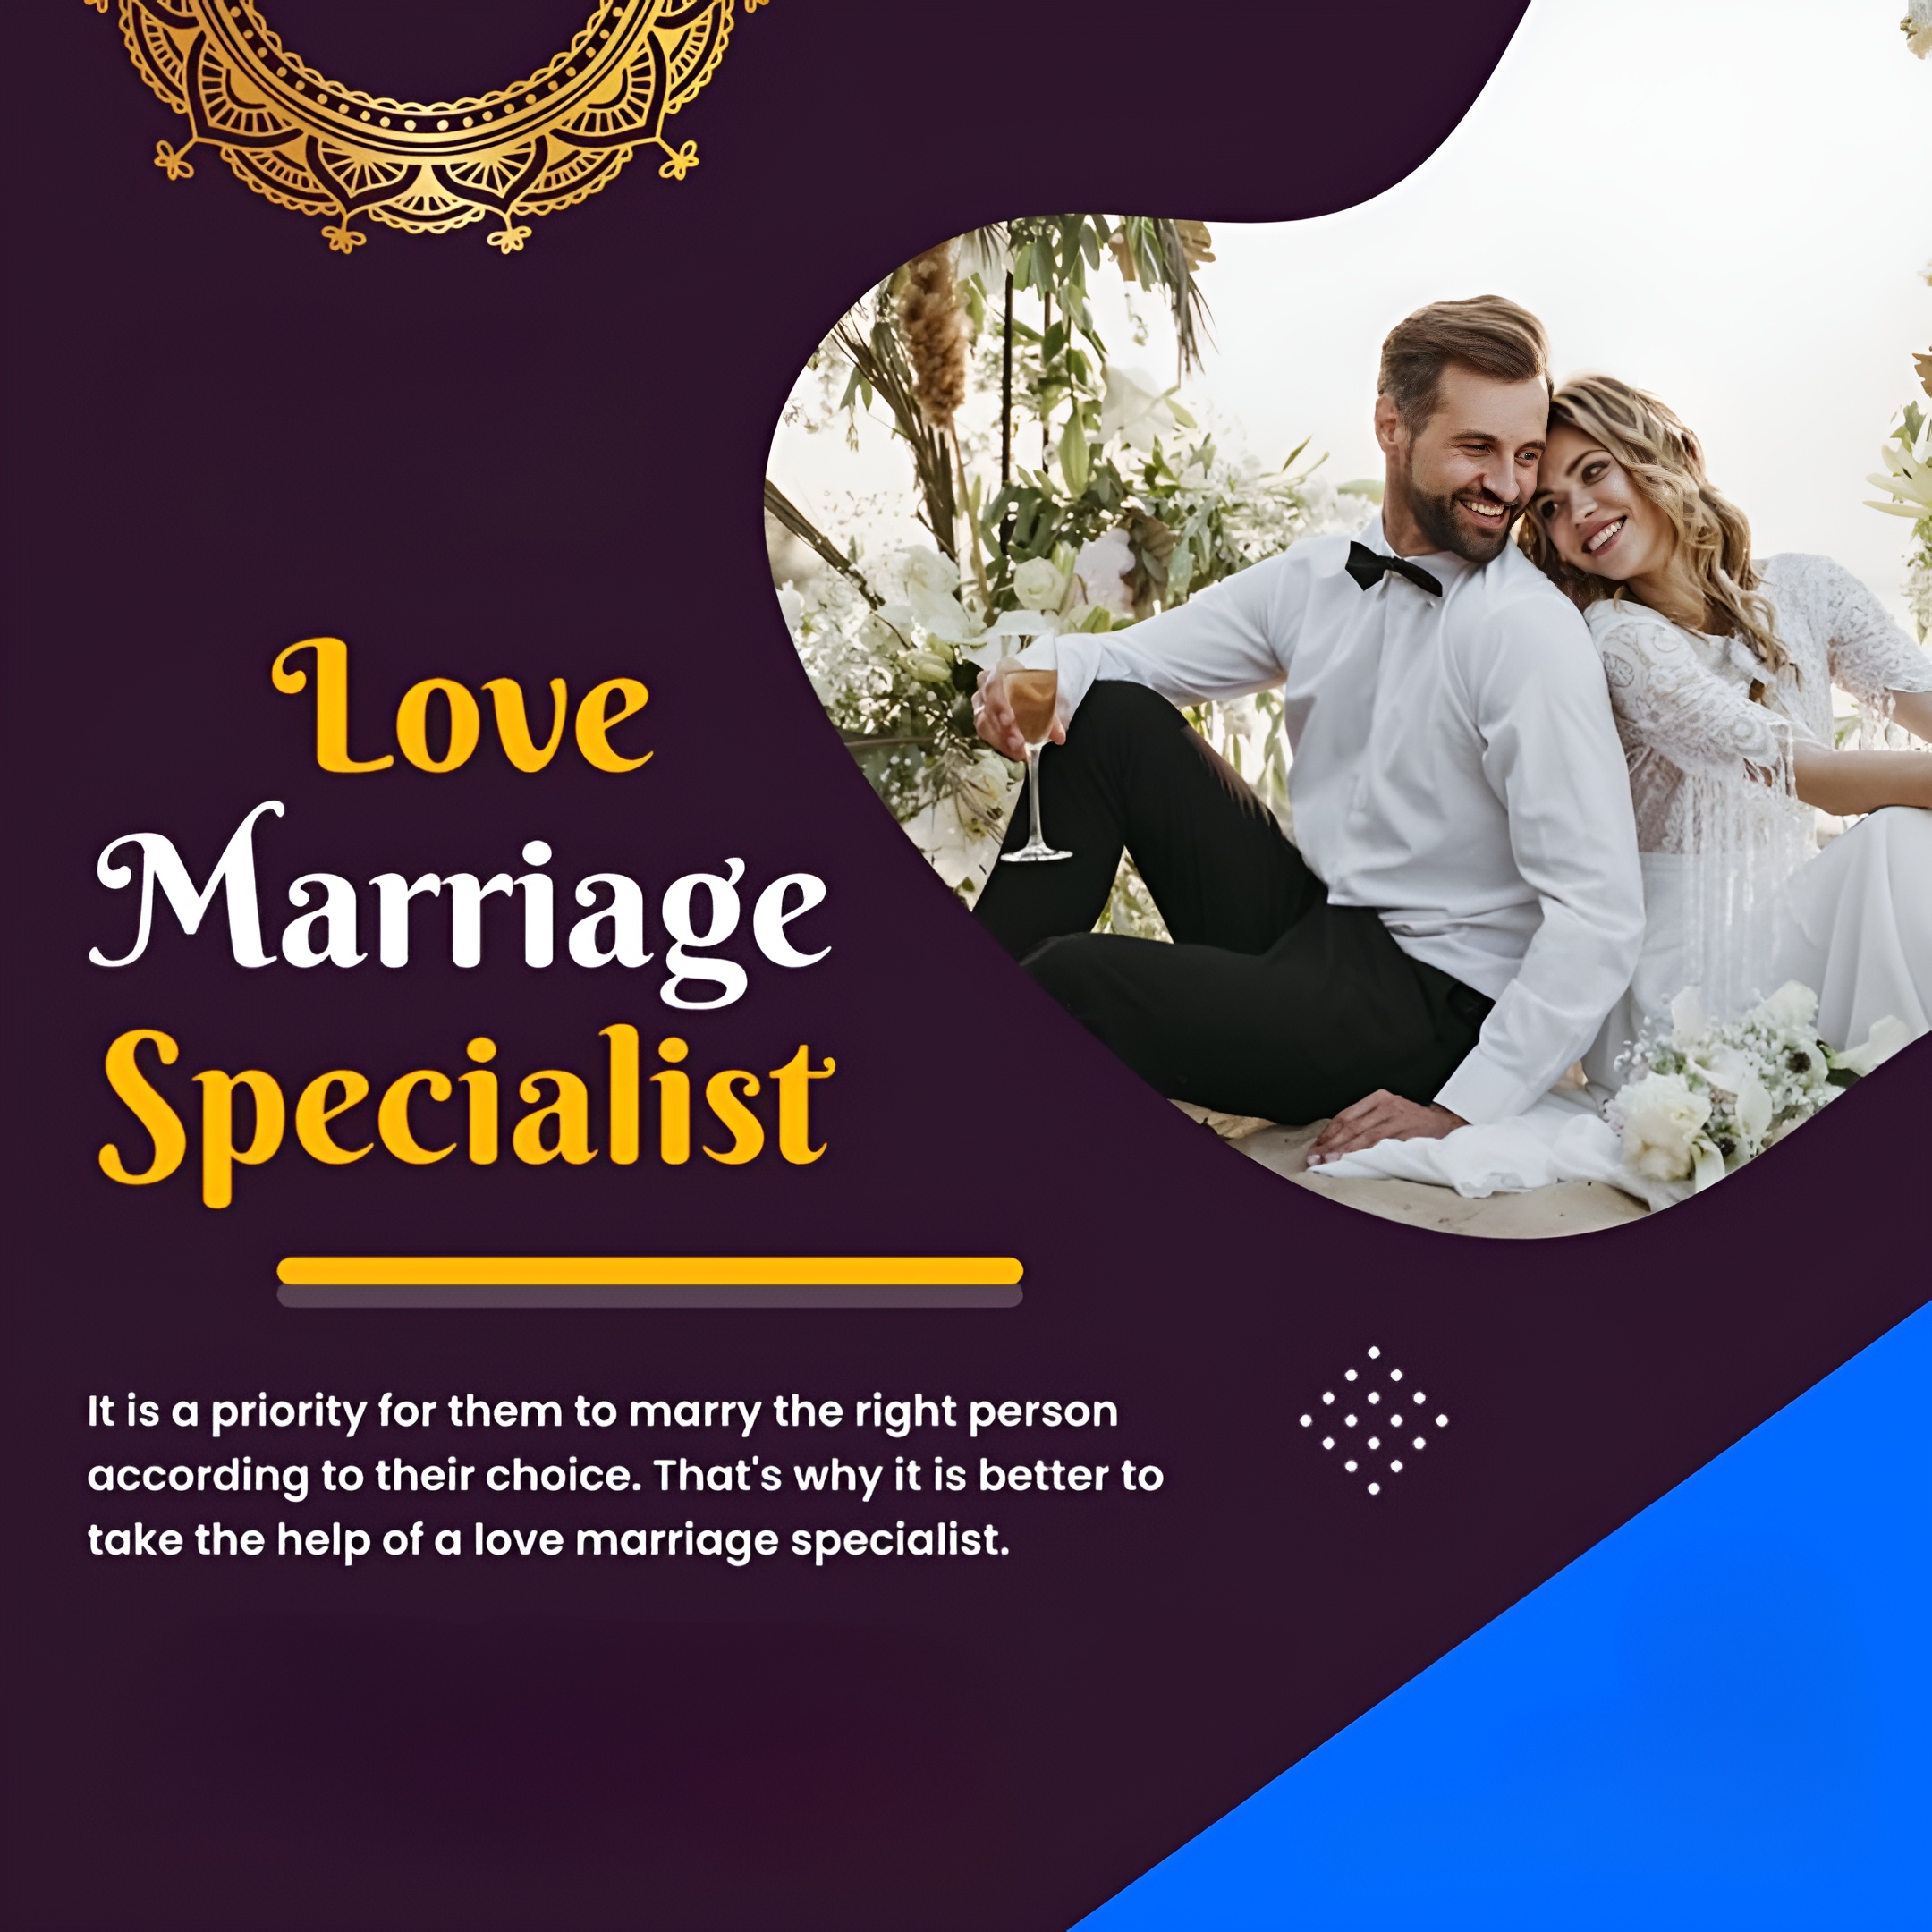 Love
Marriage
Specialist
It is a priority for them to marry the right person
according to their choice. That's why it is better to
take the help of a love marriage specialist.